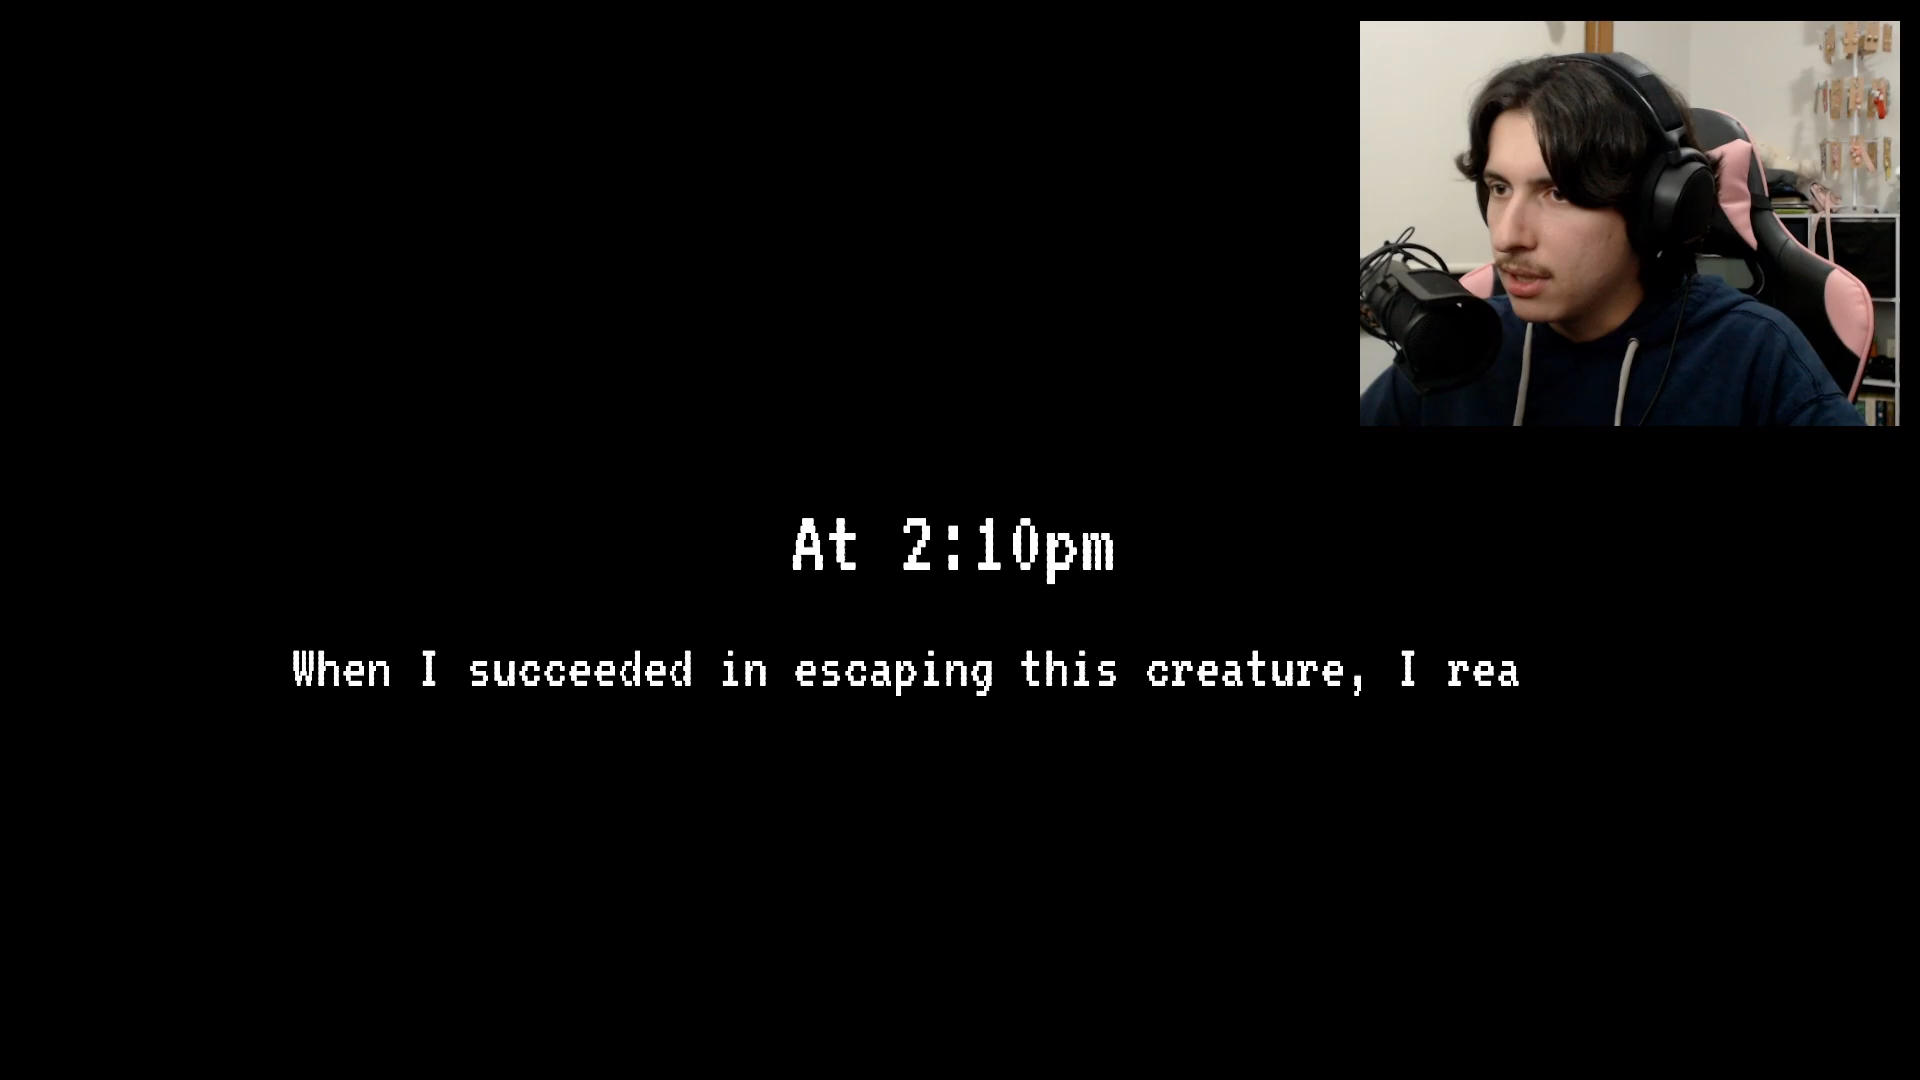 At 2:10pm
When I succeeded in escaping this creature, I rea